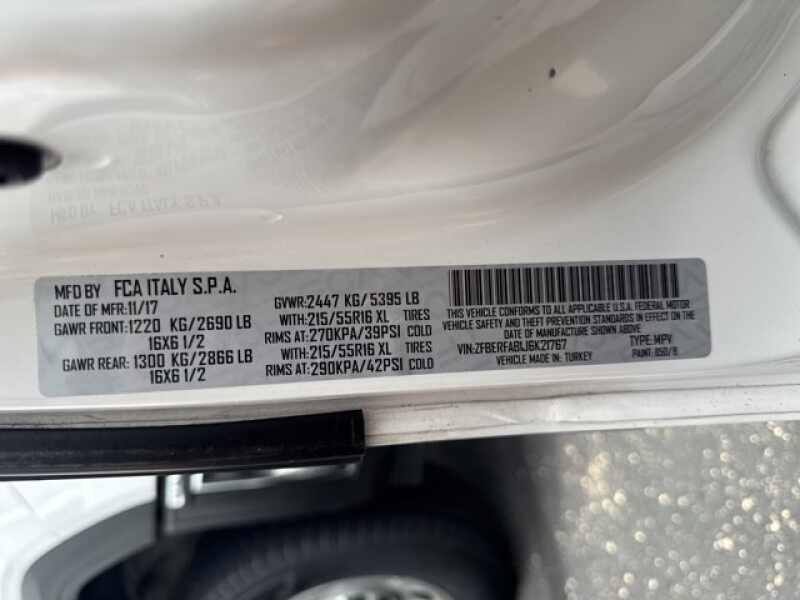 MFD BY FCA ITALY S.P.A.
DATE OF MFR:11/17
GAWR FRONT:1220 KG/2690 LB
16X6 1/2
GAWR REAR:1300 KG/2866 LB
16X6 1/2
GVWR:2447 KG/5395 LB
WITH:215/55R16 XL TIRES
RIMS AT:270KPA/39PSI COLD
WITH:215/55R16 XL TIRES
RIMS AT:290KPA/42PSI COLD
THIS VEHICLE CONFORMS TO ALL APPLICABLE U.S.A. FEDERAL MOTOR
VEHICLE SAFETY AND THEFT PREVENTION STANDARDS IN EFFECT
ON THE DATE OF MANUFACTURE SHOWN ABOVE.
VIN:ZFBERFAB1J6K21767 TYPE:MPV
VEHICLE MADE IN: TURKEY PAINT: 050/B
FCA ITALY S.P.A.